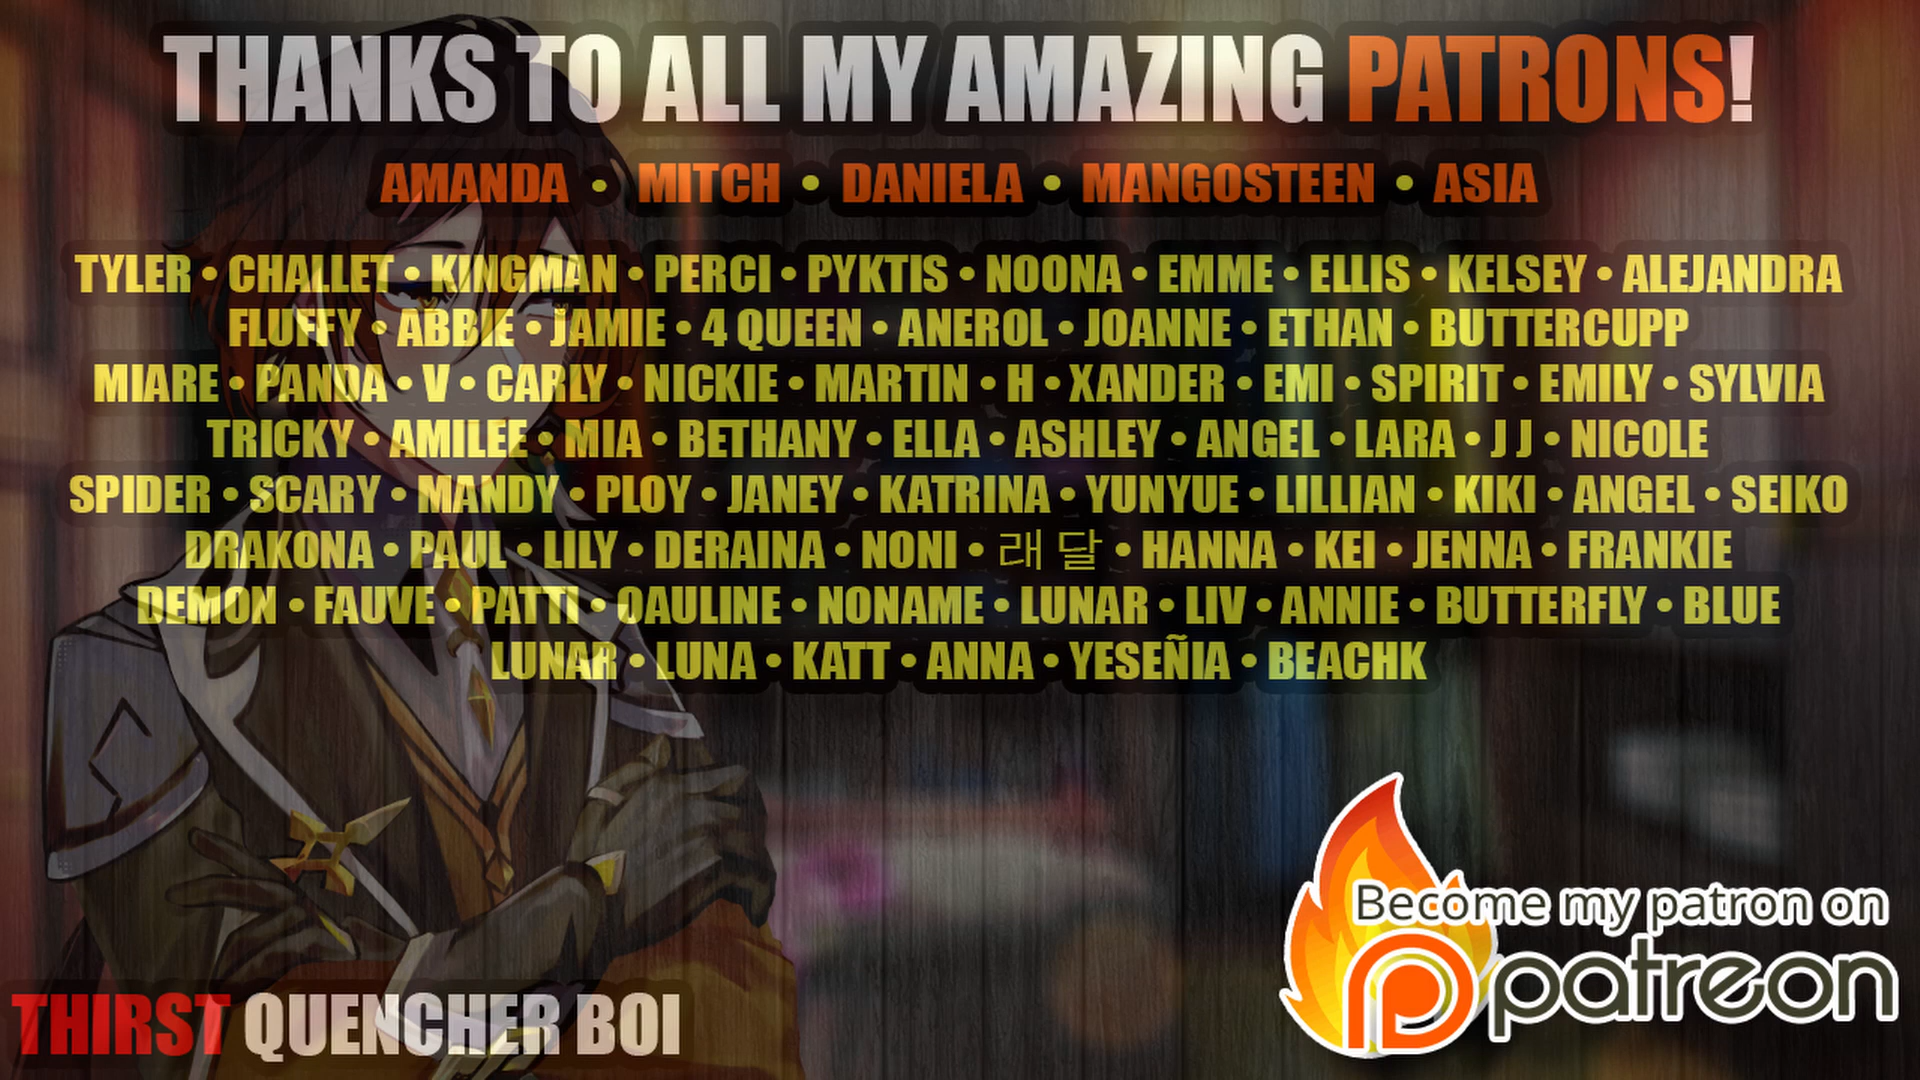 THANKS TO ALL MY AMAZING PATRONS!
AMANDA • MITCH • DANIELA • MANGOSTEEN • ASIA
TYLER • CHALLET • KINGMAN • PERCI • PYKTIS • NOONA • EMME • ELLIS • KELSEY • ALEJANDRA
FLUFFY • ABBIE • JAMIE • 4 QUEEN • ANEROL • JOANNE • ETHAN • BUTTERCUPP
MIARE • PANDA • V • CARLY • NICKIE • MARTIN • H • XANDER • EMI • SPIRIT • EMILY • SYLVIA
TRICKY • AMILEE • MIA • BETHANY • ELLA • ASHLEY • ANGEL • LARA • J J • NICOLE
SPIDER • SCARY • MANDY • PLOY • JANEY • KATRINA • YUNYUE • LILLIAN • KIKI • ANGEL • SEIKO
DRAKONA • PAUL • LILY • DERAINA • NONI • 래 달 • HANNA • KEI • JENNA • FRANKIE
DEMON • FAUVE • PATTI • OAULINE • NONAME • LUNAR • LIV • ANNIE • BUTTERFLY • BLUE
LUNAR • LUNA • KATT • ANNA • YESEÑIA • BEACHK
Become my patron on
patreon
THIRST QUENCHER BOI